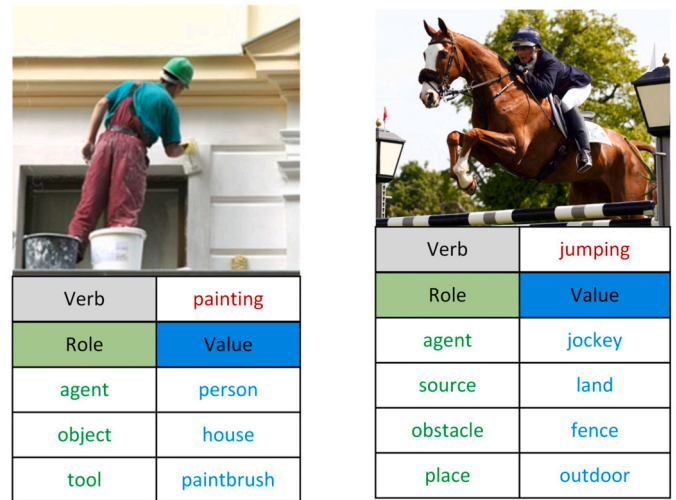 Verb painting
Role Value
agent person
object house
tool paintbrush
Verb jumping
Role Value
agent jockey
source land
obstacle fence
place outdoor